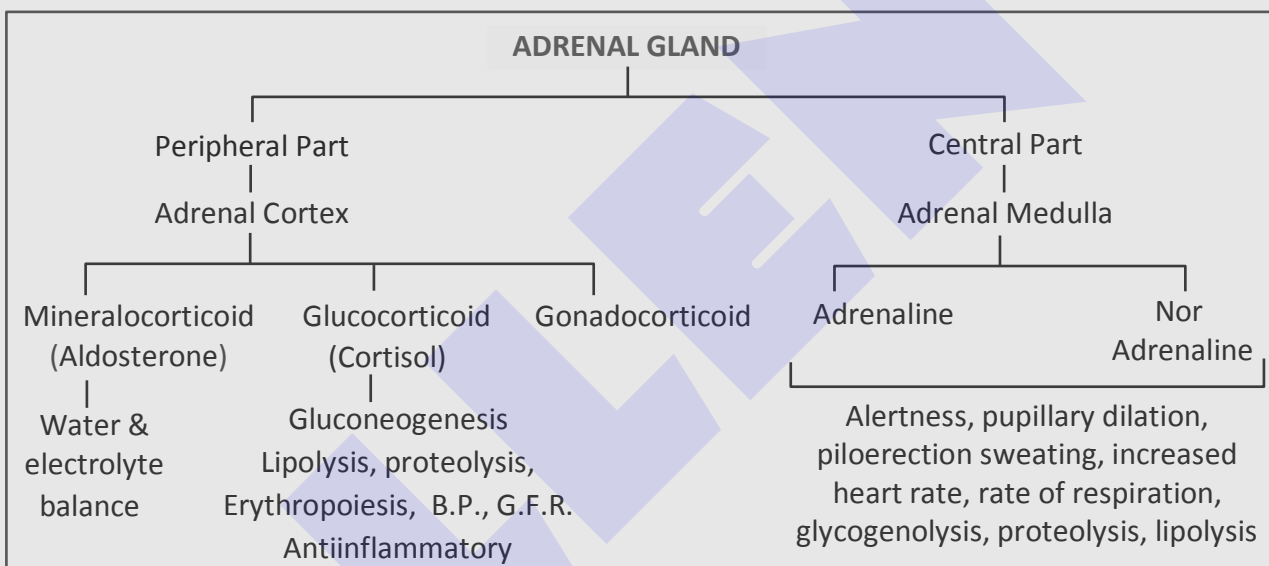 ADRENAL GLAND
Peripheral Part
Central Part
Adrenal Cortex
Adrenal Medulla
Mineralocorticoid
(Aldosterone)
Glucocorticoid
(Cortisol)
Gonadocorticoid
Adrenaline
Nor
Adrenaline
Water &
electrolyte
balance
Gluconeogenesis
Lipolysis, proteolysis,
Erythropoiesis, B.P., G.F.R.
Antiinflammatory
Alertness, pupillary dilation,
piloerection sweating, increased
heart rate, rate of respiration,
glycogenolysis, proteolysis, lipolysis